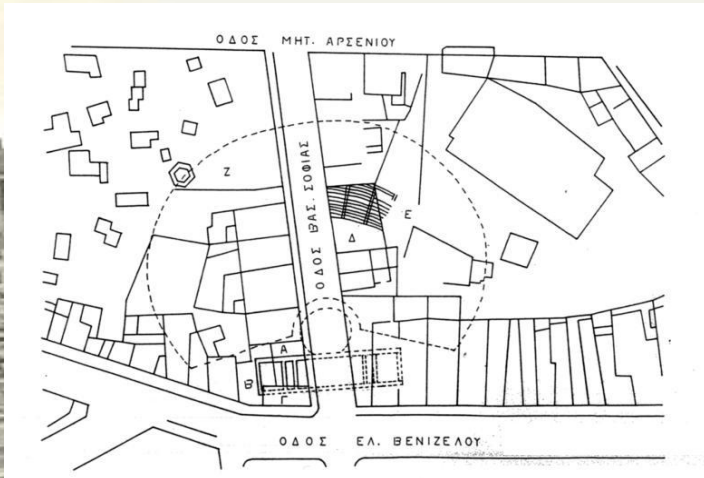 ΟΔΟΣ ΜΗΤ. ΑΡΣΕΝΙΟΥ
Ζ
ΟΔΟΣ ΒΑΣ. ΣΟΦΙΑΣ
Ε
Δ
Α
Β
Γ
ΟΔΟΣ ΕΛ. ΒΕΝΙΖΕΛΟΥ